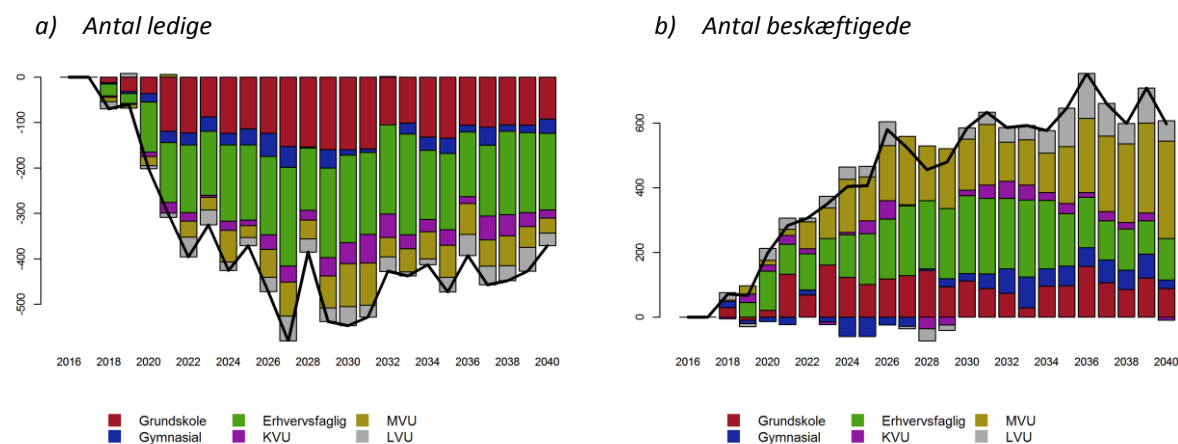 a) Antal ledige
0
-100
-200
-300
-400
-500
2016 2018 2020 2022 2024 2026 2028 2030 2032 2034 2036 2038 2040
Grundskole Erhvervsfaglig MVU
Gymnasial KVU LVU
b) Antal beskæftigede
600
400
200
0
2016 2018 2020 2022 2024 2026 2028 2030 2032 2034 2036 2038 2040
Grundskole Erhvervsfaglig MVU
Gymnasial KVU LVU